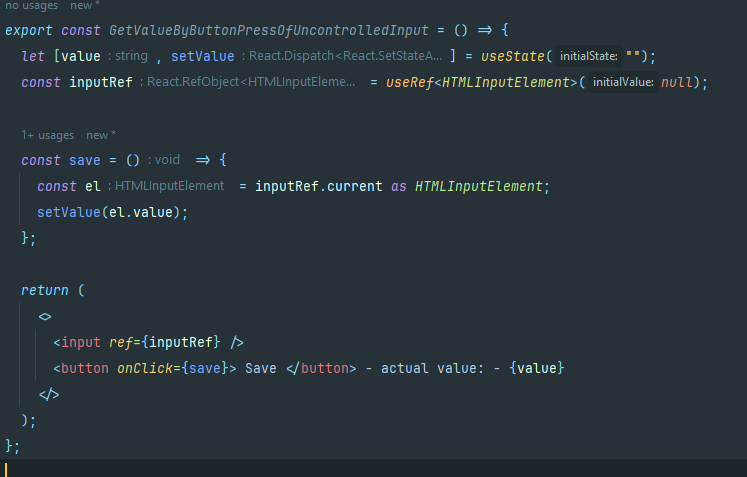 no usages   new *
export const GetValueByButtonPressOfUncontrolledInput = () => {
  let [value : string , setValue : React.Dispatch<React.SetStateA... ] = useState( initialState: "");
  const inputRef : React.RefObject<HTMLInputEleme... = useRef<HTMLInputElement>( initialValue: null);
  1+ usages   new *
  const save = () : void => {
    const el : HTMLInputElement = inputRef.current as HTMLInputElement;
    setValue(el.value);
  };
  return (
    <>
      <input ref={inputRef} />
      <button onClick={save}> Save </button> - actual value: - {value}
    </>
  );
};